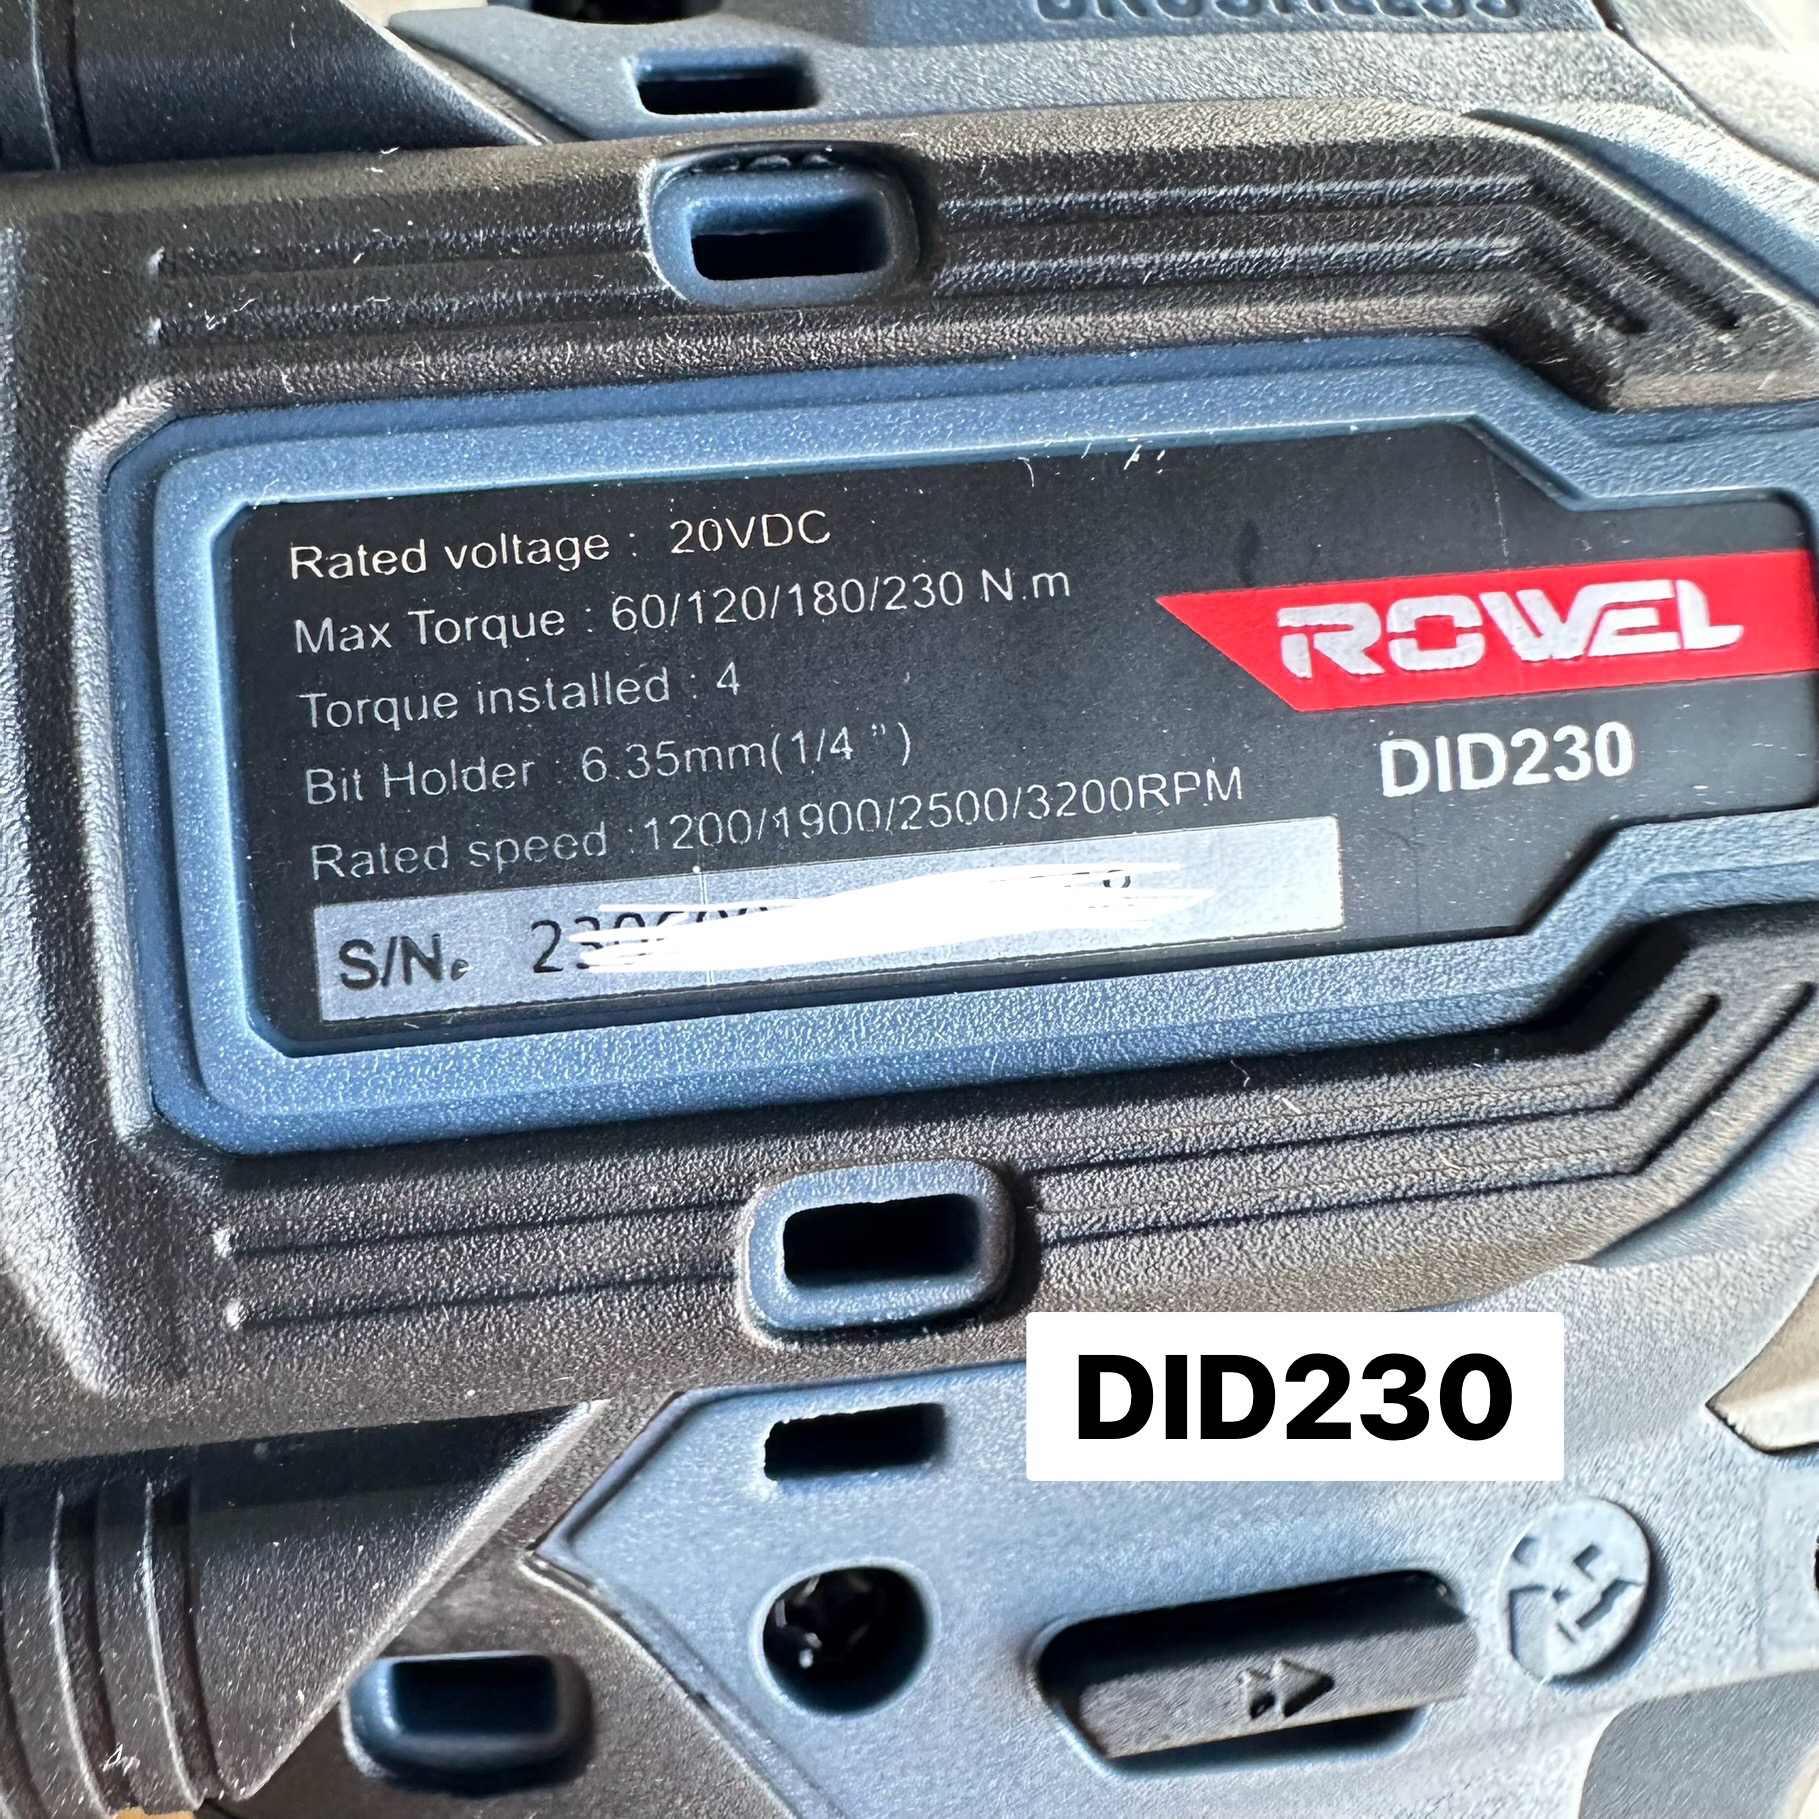 BRUSHLESS
Rated voltage : 20VDC
Max Torque : 60/120/180/230 N.m
Torque installed : 4
Bit Holder : 6.35mm(1/4 ")
Rated speed :1200/1900/2500/3200RPM
S/N.
ROWEL
DID230
DID230